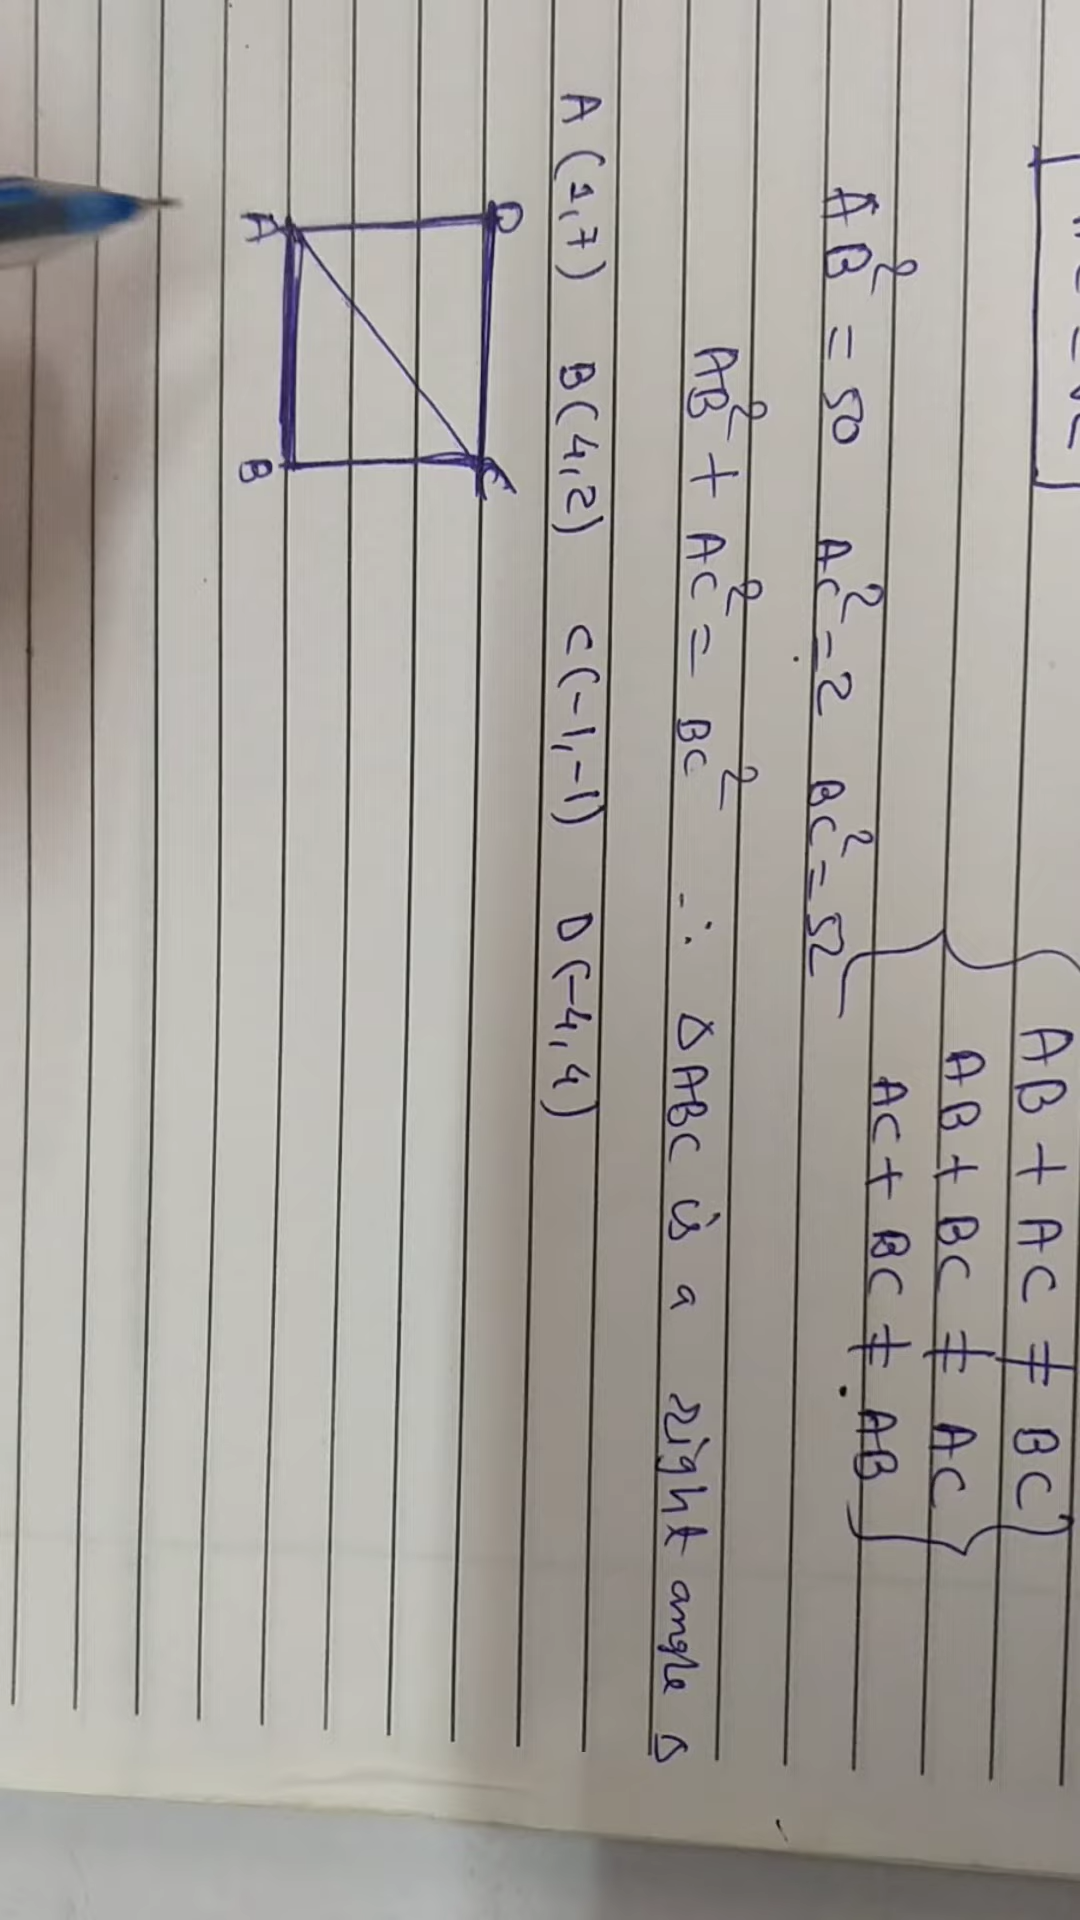 AB + AC ≠ BC
AB + BC ≠ AC
AC + BC ≠ AB
AB² = 50 AC² = 2 BC² = 52
AB² + AC² = BC² ∴ ΔABC is a right angle Δ
A (1,7) B(4,2) C(-1,-1) D(-4,4)
D C
A B